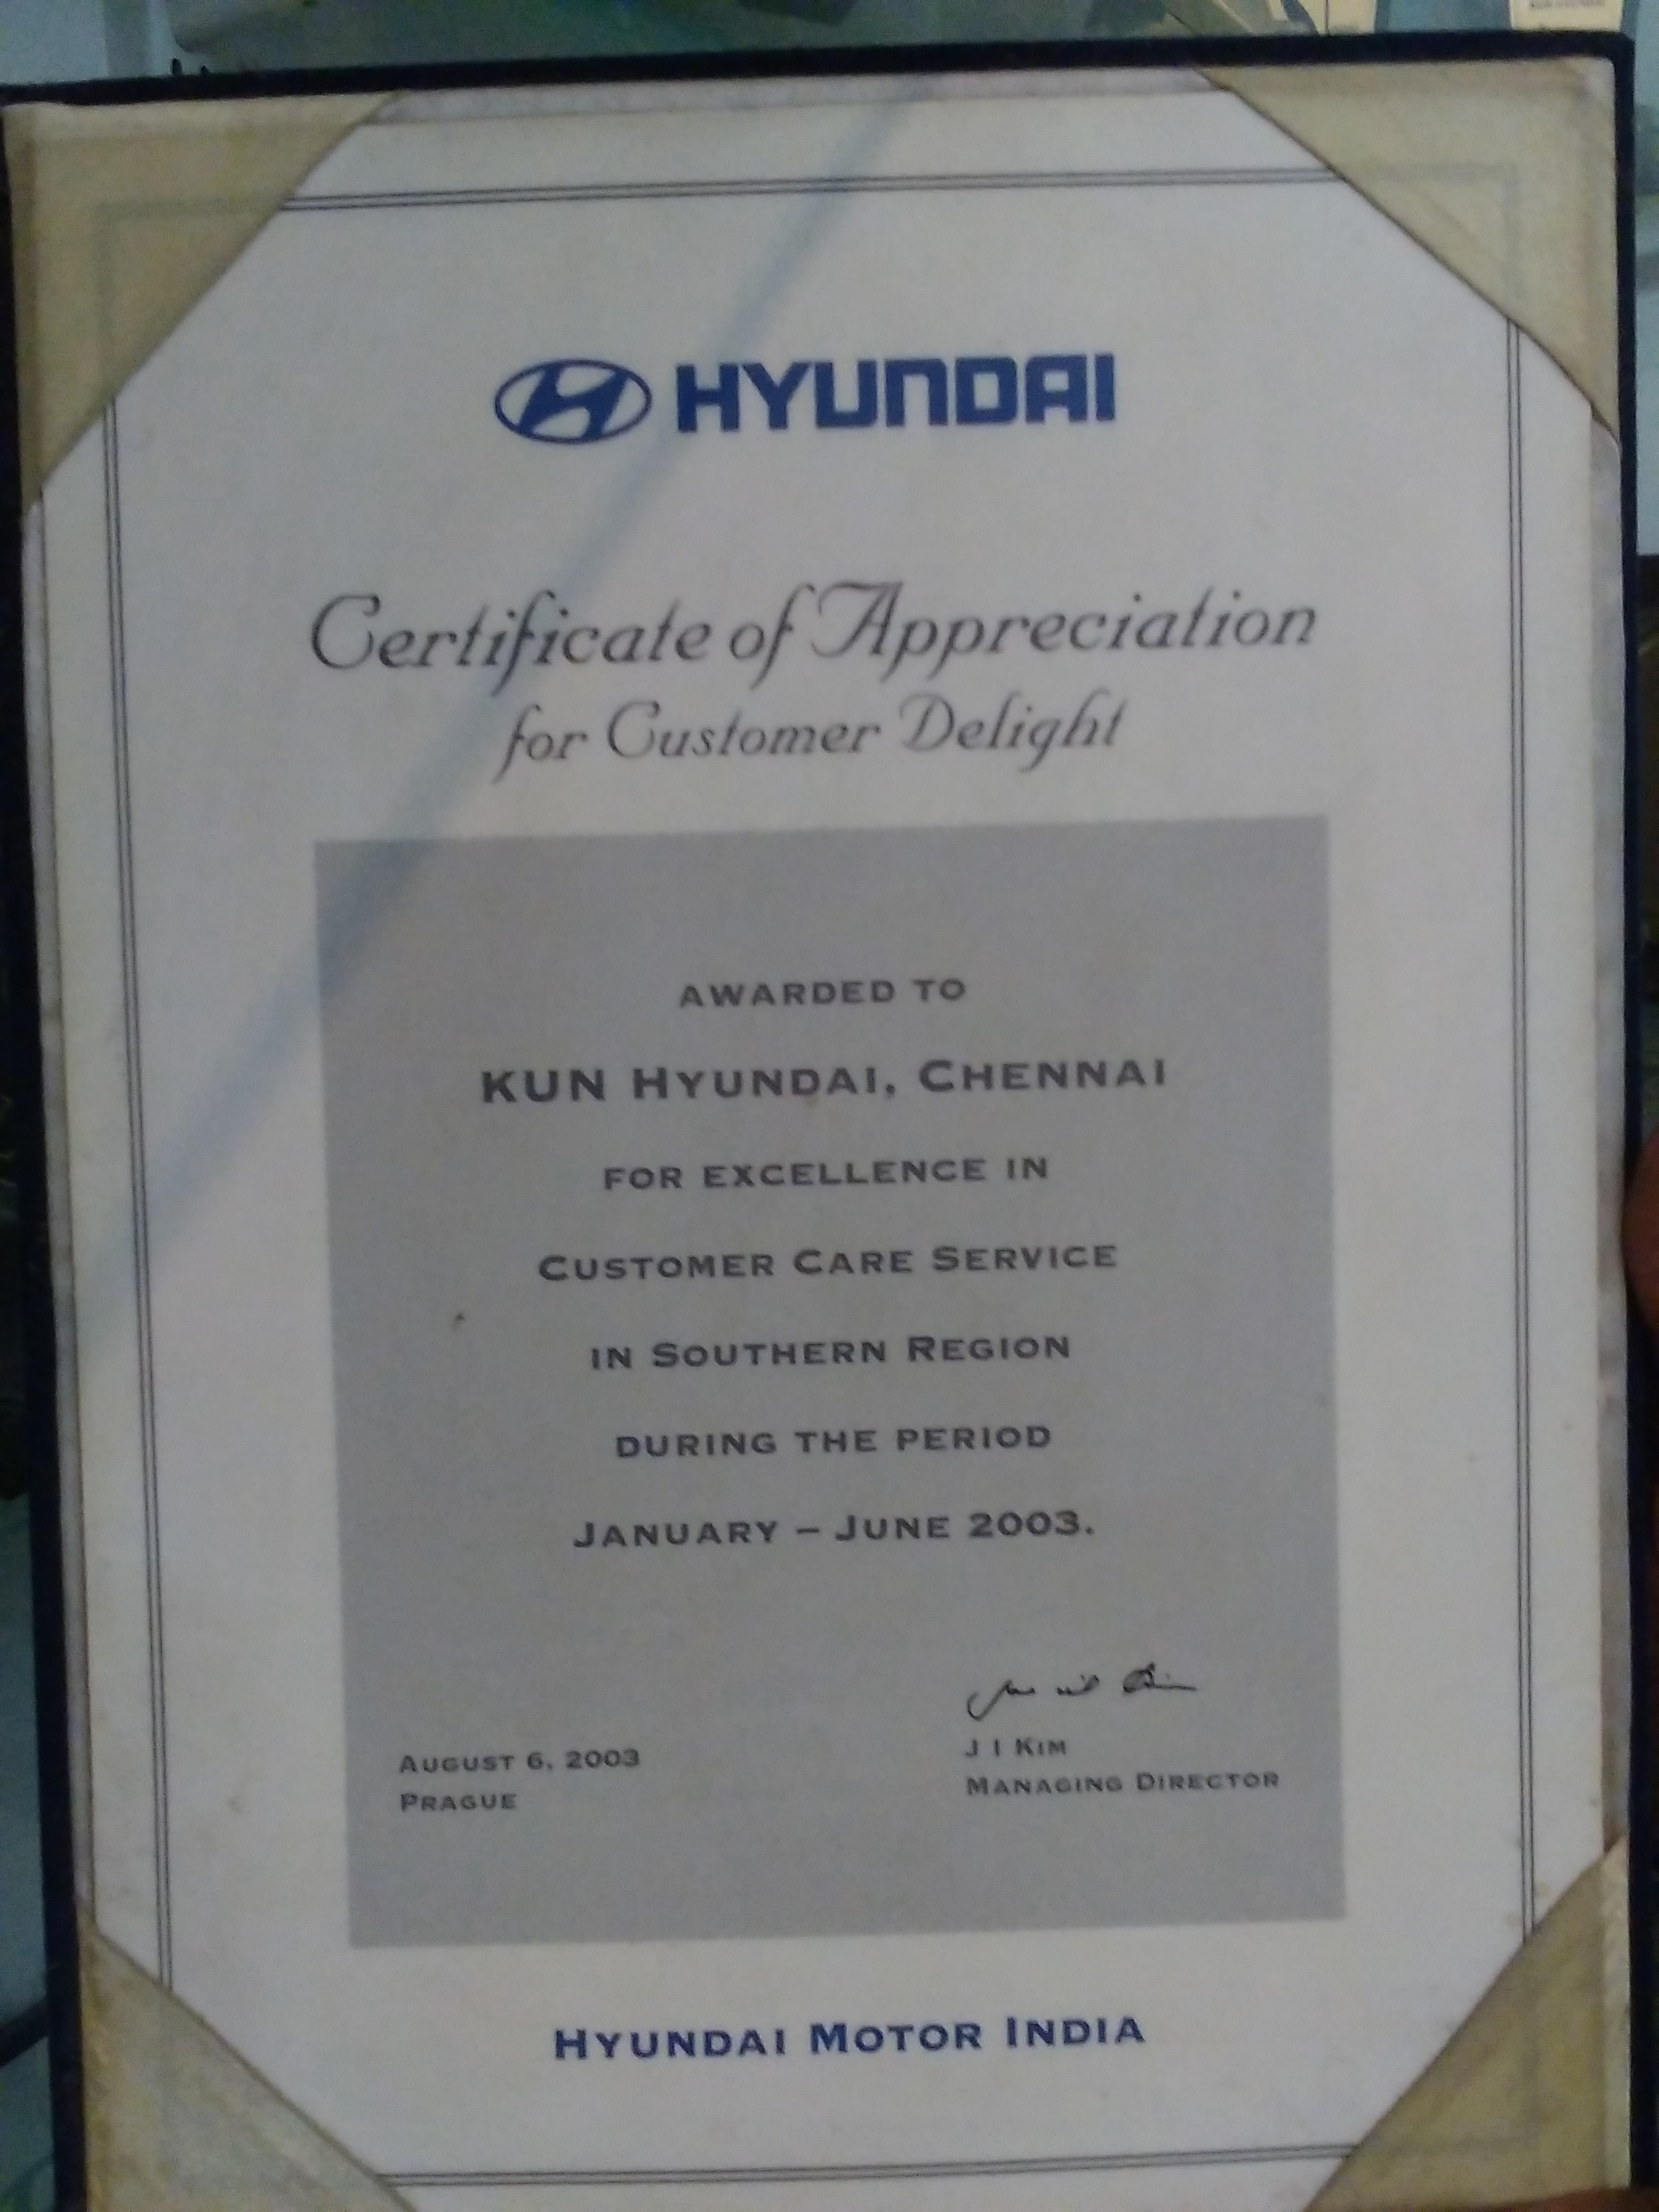 HYUNDAI
Certificate of Appreciation
for Customer Delight
AWARDED TO
KUN HYUNDAI, CHENNAI
FOR EXCELLENCE IN
CUSTOMER CARE SERVICE
IN SOUTHERN REGION
DURING THE PERIOD
JANUARY – JUNE 2003.
AUGUST 6, 2003
PRAGUE
J I KIM
MANAGING DIRECTOR
HYUNDAI MOTOR INDIA